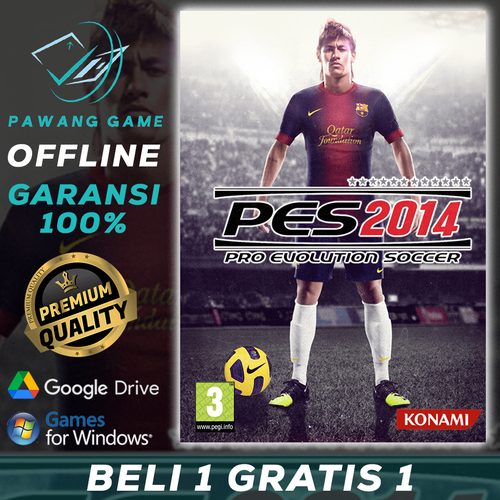 PAWANG GAME
OFFLINE
GARANSI
100%
PREMIUM
QUALITY
Google Drive
Games
for Windows®
Qatar
Foundation
PES2014
PRO EVOLUTION SOCCER
3
www.pegi.info
KONAMI
BELI 1 GRATIS 1